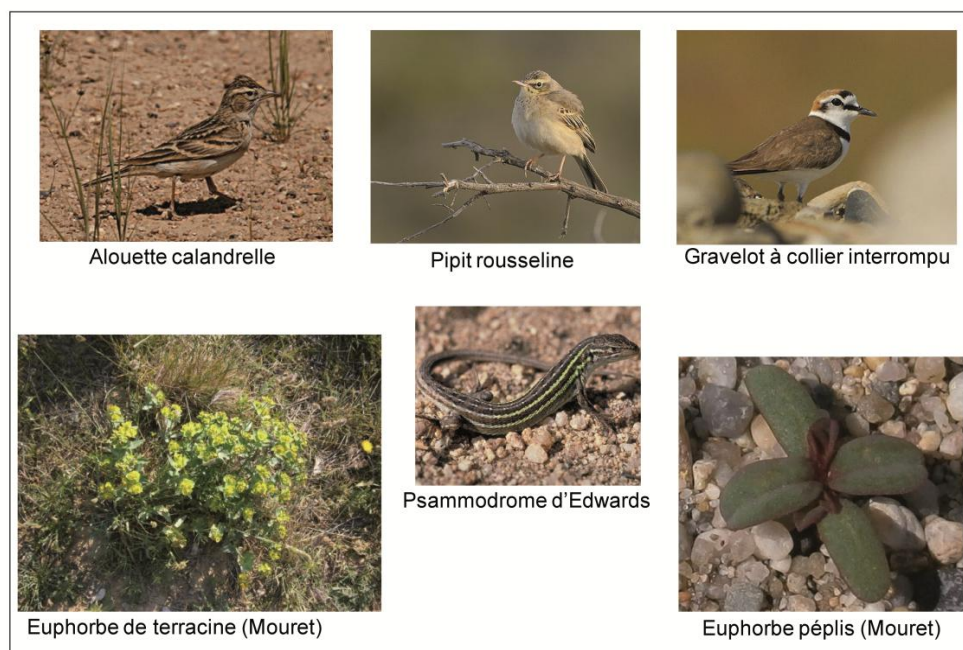 Alouette calandrelle
Pipit rousseline
Gravelot à collier interrompu
Psammodrome d'Edwards
Euphorbe de terracine (Mouret)
Euphorbe péplis (Mouret)